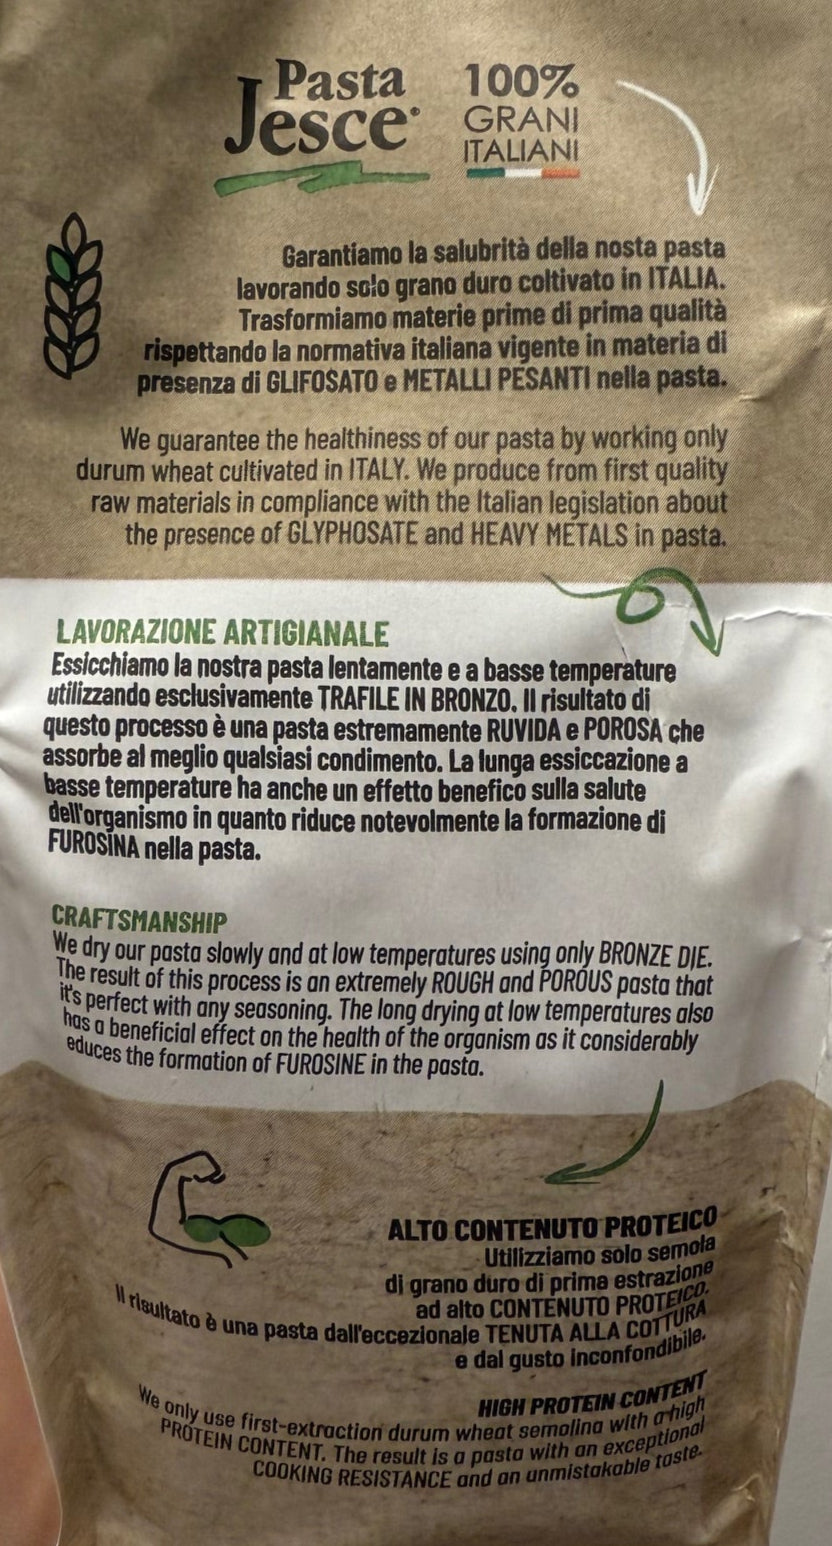 Pasta
Jesce®
100%
GRANI
ITALIANI
Garantiamo la salubrità della nosta pasta
lavorando solo grano duro coltivato in ITALIA.
Trasformiamo materie prime di prima qualità
rispettando la normativa italiana vigente in materia di
presenza di GLIFOSATO e METALLI PESANTI nella pasta.
We guarantee the healthiness of our pasta by working only
durum wheat cultivated in ITALY. We produce from first quality
raw materials in compliance with the Italian legislation about
the presence of GLYPHOSATE and HEAVY METALS in pasta.
LAVORAZIONE ARTIGIANALE
Essicchiamo la nostra pasta lentamente e a basse temperature
utilizzando esclusivamente TRAFILE IN BRONZO. Il risultato di
questo processo è una pasta estremamente RUVIDA e POROSA che
assorbe al meglio qualsiasi condimento. La lunga essiccazione a
basse temperature ha anche un effetto benefico sulla salute
dell'organismo in quanto riduce notevolmente la formazione di
FUROSINA nella pasta.
CRAFTSMANSHIP
We dry our pasta slowly and at low temperatures using only BRONZE DIE.
The result of this process is an extremely ROUGH and POROUS pasta that
it's perfect with any seasoning. The long drying at low temperatures also
has a beneficial effect on the health of the organism as it considerably
educes the formation of FUROSINE in the pasta.
ALTO CONTENUTO PROTEICO
Utilizziamo solo semola
di grano duro di prima estrazione
ad alto CONTENUTO PROTEICO.
Il risultato è una pasta dall'eccezionale TENUTA ALLA COTTURA
e dal gusto inconfondibile.
HIGH PROTEIN CONTENT
We only use first-extraction durum wheat semolina with a high
PROTEIN CONTENT. The result is a pasta with an exceptional
COOKING RESISTANCE and an unmistakable taste.